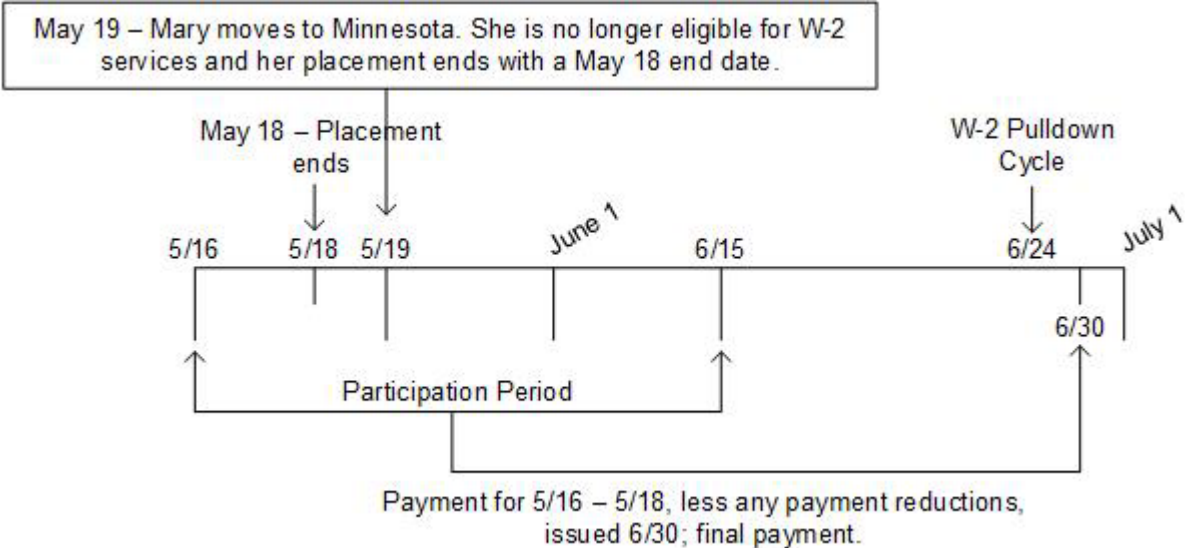 May 19 – Mary moves to Minnesota. She is no longer eligible for W-2
services and her placement ends with a May 18 end date.
May 18 – Placement
ends
W-2 Pulldown
Cycle
5/16
5/18
5/19
June 1
6/15
6/24
July 1
6/30
Participation Period
Payment for 5/16 – 5/18, less any payment reductions,
issued 6/30; final payment.